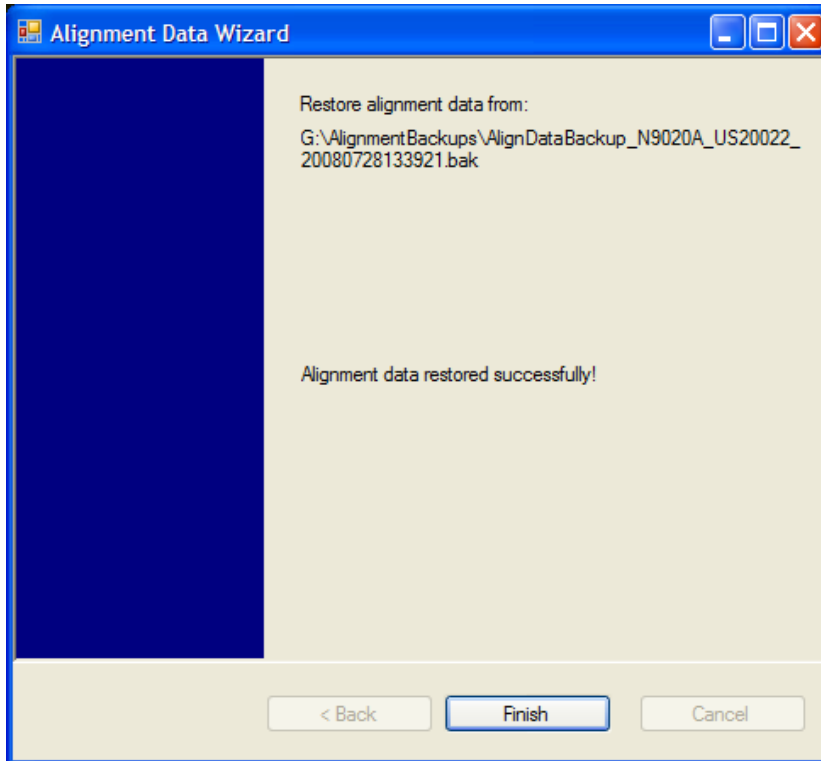 Alignment Data Wizard
Restore alignment data from:
G:\AlignmentBackups\AlignDataBackup_N9020A_US20022_
20080728133921.bak
Alignment data restored successfully!
< Back
Finish
Cancel